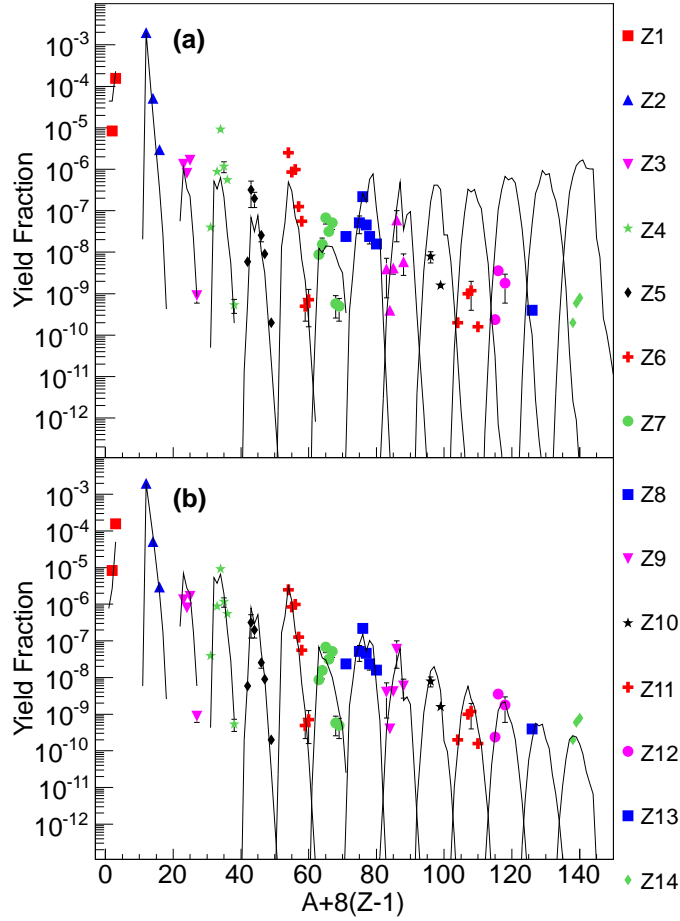 (a)
Yield Fraction
10⁻³
10⁻⁴
10⁻⁵
10⁻⁶
10⁻⁷
10⁻⁸
10⁻⁹
10⁻¹⁰
10⁻¹¹
10⁻¹²
(b)
Yield Fraction
10⁻³
10⁻⁴
10⁻⁵
10⁻⁶
10⁻⁷
10⁻⁸
10⁻⁹
10⁻¹⁰
10⁻¹¹
10⁻¹²
0 20 40 60 80 100 120 140
A+8(Z-1)
Z1
Z2
Z3
Z4
Z5
Z6
Z7
Z8
Z9
Z10
Z11
Z12
Z13
Z14